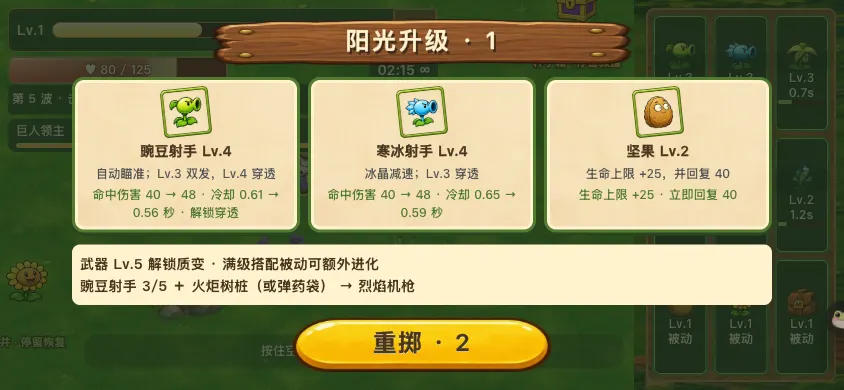 Lv.1
阳光升级 · 1
♥ 80 / 125
02:15 ∞
第 5 波 ·
巨人领主
豌豆射手 Lv.4
自动瞄准；Lv.3 双发，Lv.4 穿透
命中伤害 40 → 48 · 冷却 0.61 →
0.56 秒 · 解锁穿透
寒冰射手 Lv.4
冰晶减速；Lv.3 穿透
命中伤害 40 → 48 · 冷却 0.65 →
0.59 秒
坚果 Lv.2
生命上限 +25，并回复 40
生命上限 +25 · 立即回复 40
Lv.3
0.7s
Lv.2
1.2s
武器 Lv.5 解锁质变 · 满级搭配被动可额外进化
豌豆射手 3/5 + 火炬树桩（或弹药袋） → 烈焰机枪
Lv.1
被动
Lv.1
被动
Lv.1
被动
· 停留恢复
按住空
重掷 · 2